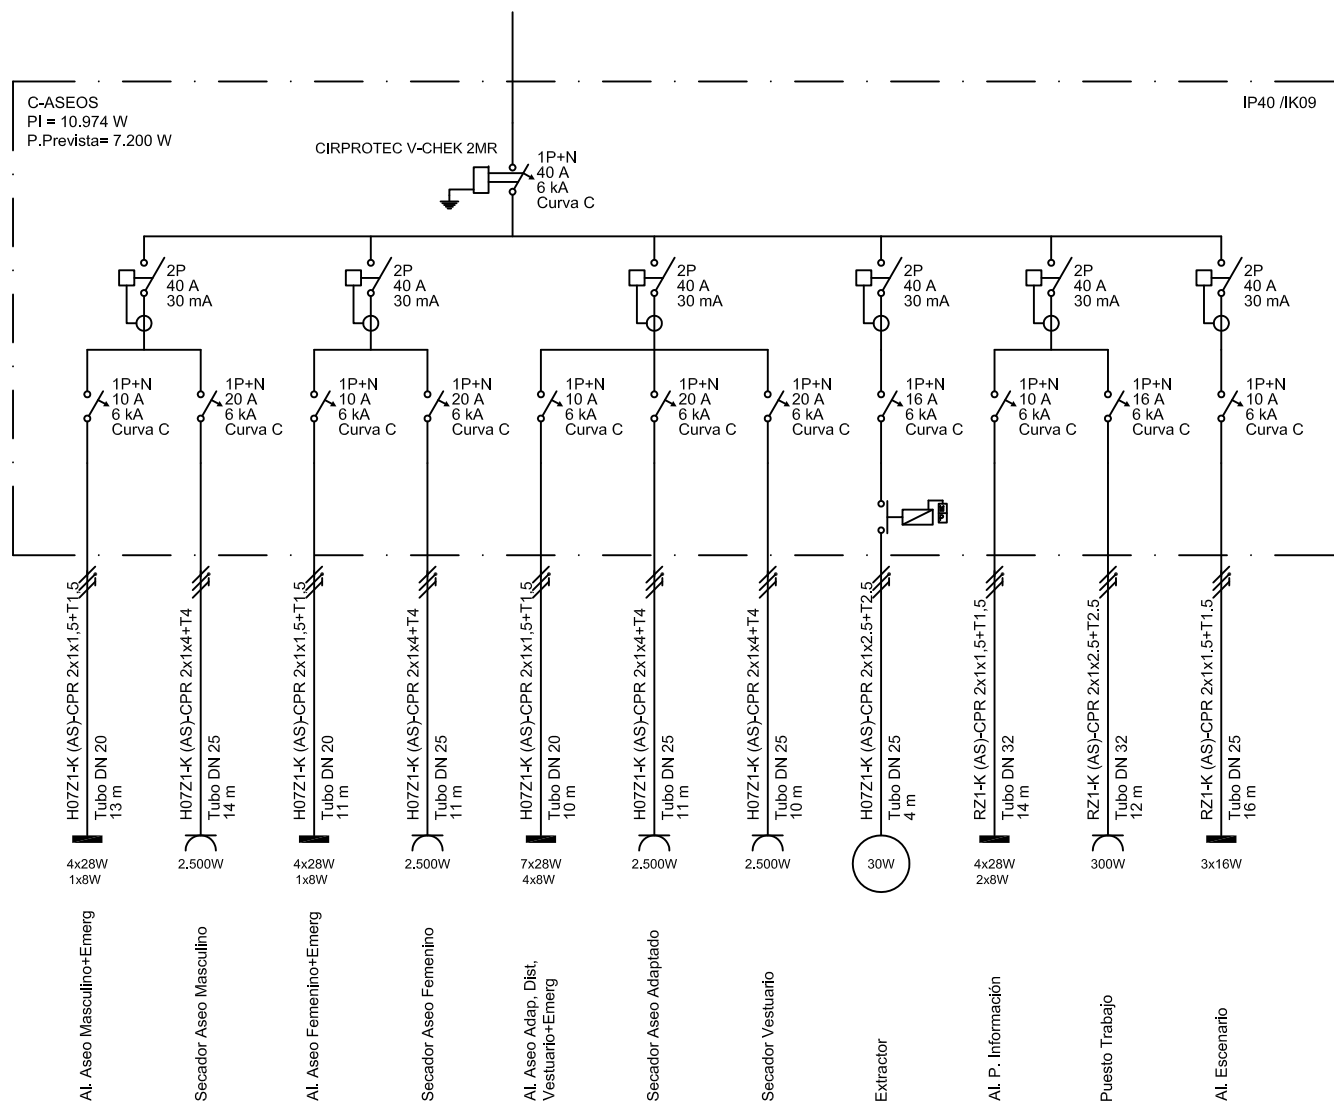 C-ASEOS
PI = 10.974 W
P.Prevista= 7.200 W
IP40 /IK09
CIRPROTEC V-CHEK 2MR
1P+N
40 A
6 kA
Curva C
2P
40 A
30 mA
2P
40 A
30 mA
2P
40 A
30 mA
2P
40 A
30 mA
2P
40 A
30 mA
2P
40 A
30 mA
1P+N
10 A
6 kA
Curva C
1P+N
20 A
6 kA
Curva C
1P+N
10 A
6 kA
Curva C
1P+N
20 A
6 kA
Curva C
1P+N
10 A
6 kA
Curva C
1P+N
20 A
6 kA
Curva C
1P+N
20 A
6 kA
Curva C
1P+N
16 A
6 kA
Curva C
1P+N
10 A
6 kA
Curva C
1P+N
16 A
6 kA
Curva C
1P+N
10 A
6 kA
Curva C
H07Z1-K (AS)-CPR 2x1x1,5+T1,5
Tubo DN 20
13 m
H07Z1-K (AS)-CPR 2x1x4+T4
Tubo DN 25
14 m
H07Z1-K (AS)-CPR 2x1x1,5+T1,5
Tubo DN 20
11 m
H07Z1-K (AS)-CPR 2x1x4+T4
Tubo DN 25
11 m
H07Z1-K (AS)-CPR 2x1x1,5+T1,5
Tubo DN 20
10 m
H07Z1-K (AS)-CPR 2x1x4+T4
Tubo DN 25
11 m
H07Z1-K (AS)-CPR 2x1x4+T4
Tubo DN 25
10 m
H07Z1-K (AS)-CPR 2x1x2.5+T2.5
Tubo DN 25
4 m
RZ1-K (AS)-CPR 2x1x1,5+T1,5
Tubo DN 32
14 m
RZ1-K (AS)-CPR 2x1x2.5+T2.5
Tubo DN 32
12 m
RZ1-K (AS)-CPR 2x1x1.5+T1.5
Tubo DN 25
16 m
4x28W
1x8W
2.500W
4x28W
1x8W
2.500W
7x28W
4x8W
2.500W
2.500W
30W
4x28W
2x8W
300W
3x16W
Al. Aseo Masculino+Emerg
Secador Aseo Masculino
Al. Aseo Femenino+Emerg
Secador Aseo Femenino
Al. Aseo Adap, Dist,
Vestuario+Emerg
Secador Aseo Adaptado
Secador Vestuario
Extractor
Al. P. Información
Puesto Trabajo
Al. Escenario